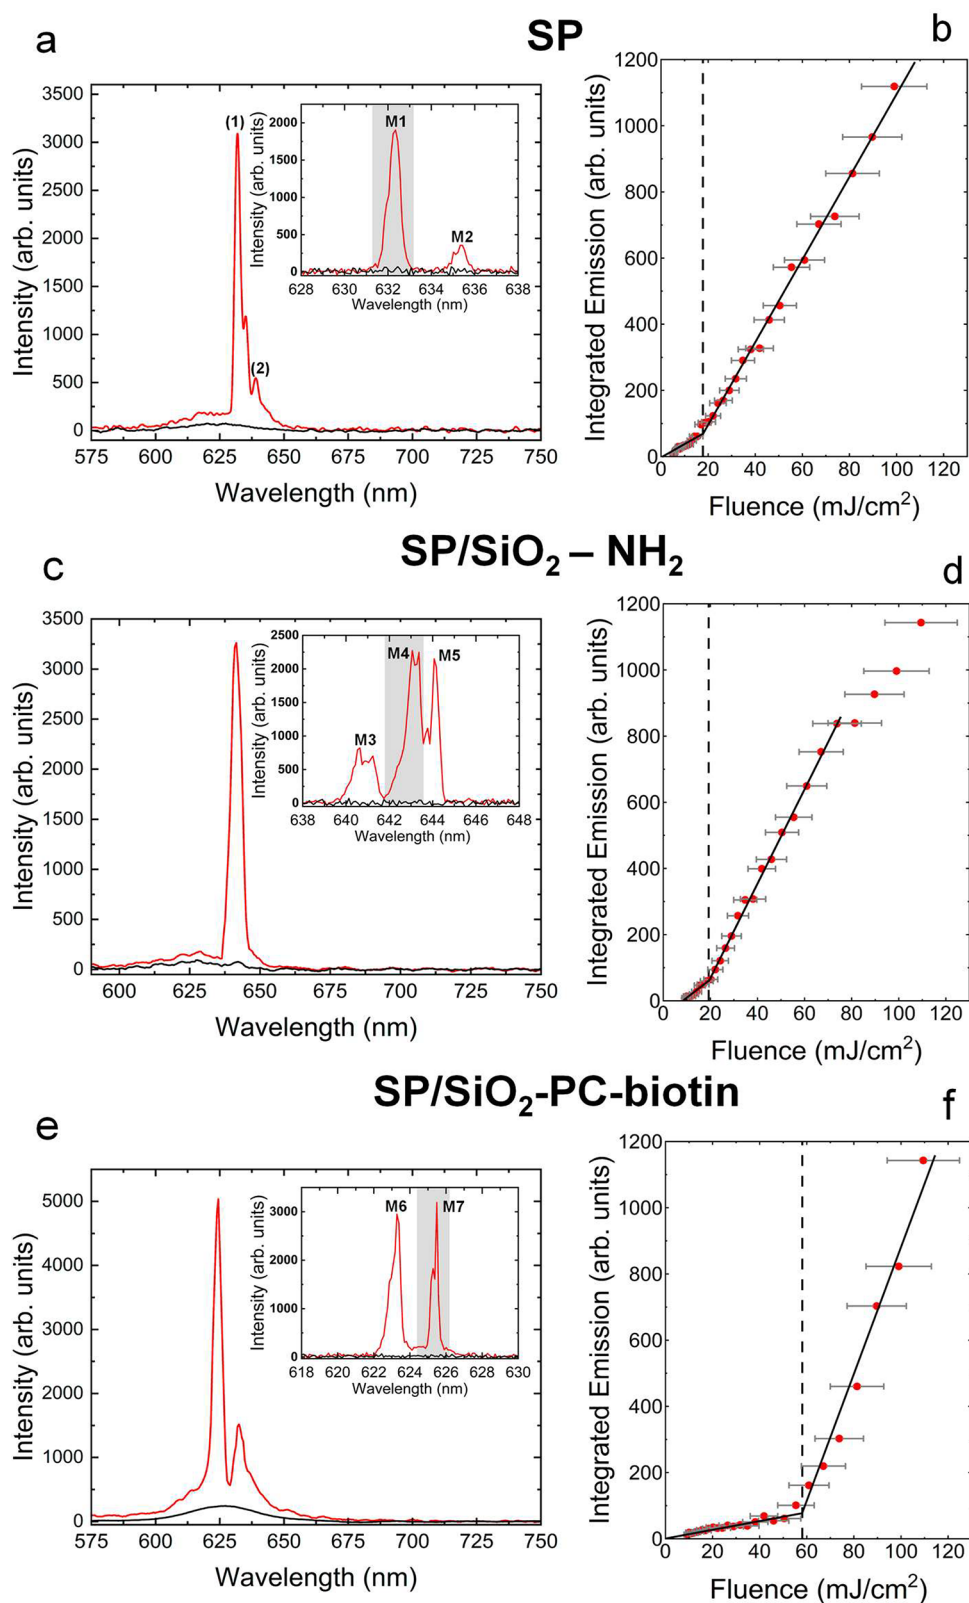 a
SP
b
Intensity (arb. units)
3500
3000
2500
2000
1500
1000
500
0
575 600 625 650 675 700 725 750
Wavelength (nm)
(1)
(2)
Intensity (arb. units)
2000
1500
1000
500
0
628 630 632 634 636 638
Wavelength (nm)
M1
M2
Integrated Emission (arb. units)
1200
1000
800
600
400
200
0
0 20 40 60 80 100 120
Fluence (mJ/cm²)
c
SP/SiO₂ – NH₂
d
Intensity (arb. units)
3500
3000
2500
2000
1500
1000
500
0
600 625 650 675 700 725 750
Wavelength (nm)
Intensity (arb. units)
2500
2000
1500
1000
500
0
638 640 642 644 646 648
Wavelength (nm)
M3
M4
M5
Integrated Emission (arb. units)
1200
1000
800
600
400
200
0
0 20 40 60 80 100 120
Fluence (mJ/cm²)
e
SP/SiO₂-PC-biotin
f
Intensity (arb. units)
5000
4000
3000
2000
1000
0
575 600 625 650 675 700 725 750
Wavelength (nm)
Intensity (arb. units)
3000
2000
1000
0
618 620 622 624 626 628 630
Wavelength (nm)
M6
M7
Integrated Emission (arb. units)
1200
1000
800
600
400
200
0
0 20 40 60 80 100 120
Fluence (mJ/cm²)